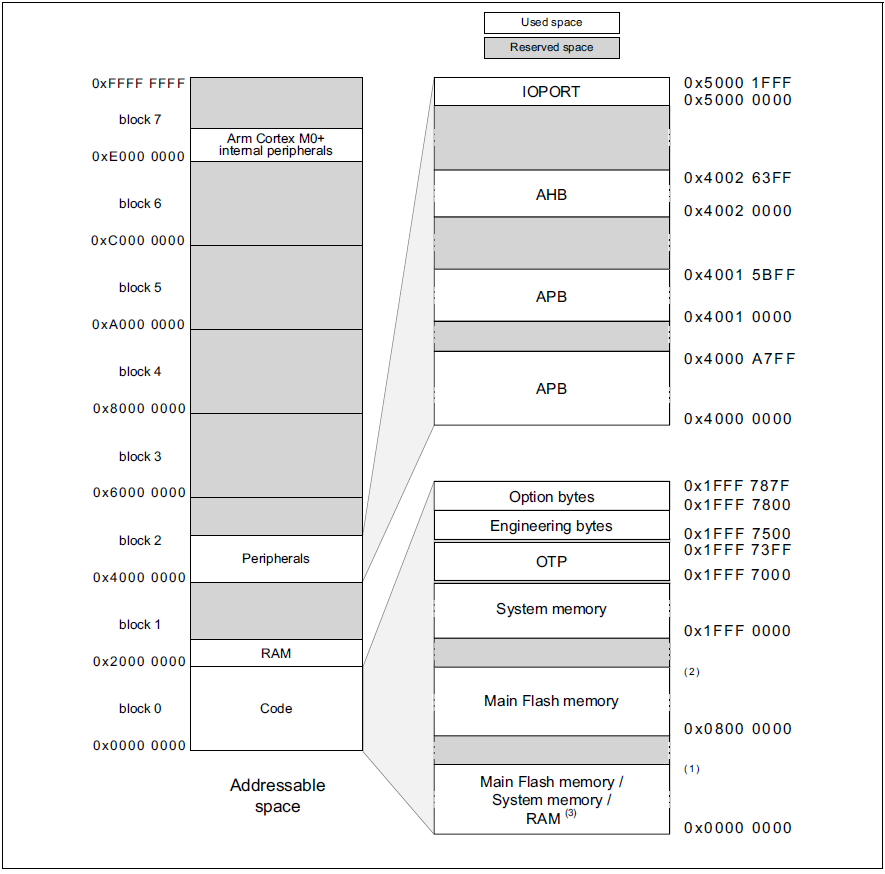 Used space
Reserved space
0xFFFF FFFF
block 7
Arm Cortex M0+
internal peripherals
0xE000 0000
block 6
0xC000 0000
block 5
0xA000 0000
block 4
0x8000 0000
block 3
0x6000 0000
block 2
Peripherals
0x4000 0000
block 1
RAM
0x2000 0000
block 0
Code
0x0000 0000
Addressable
space
IOPORT
0x5000 1FFF
0x5000 0000
0x4002 63FF
AHB
0x4002 0000
0x4001 5BFF
APB
0x4001 0000
0x4000 A7FF
APB
0x4000 0000
0x1FFF 787F
Option bytes
0x1FFF 7800
Engineering bytes
0x1FFF 7500
0x1FFF 73FF
OTP
0x1FFF 7000
System memory
0x1FFF 0000
(2)
Main Flash memory
0x0800 0000
(1)
Main Flash memory /
System memory /
RAM (3)
0x0000 0000